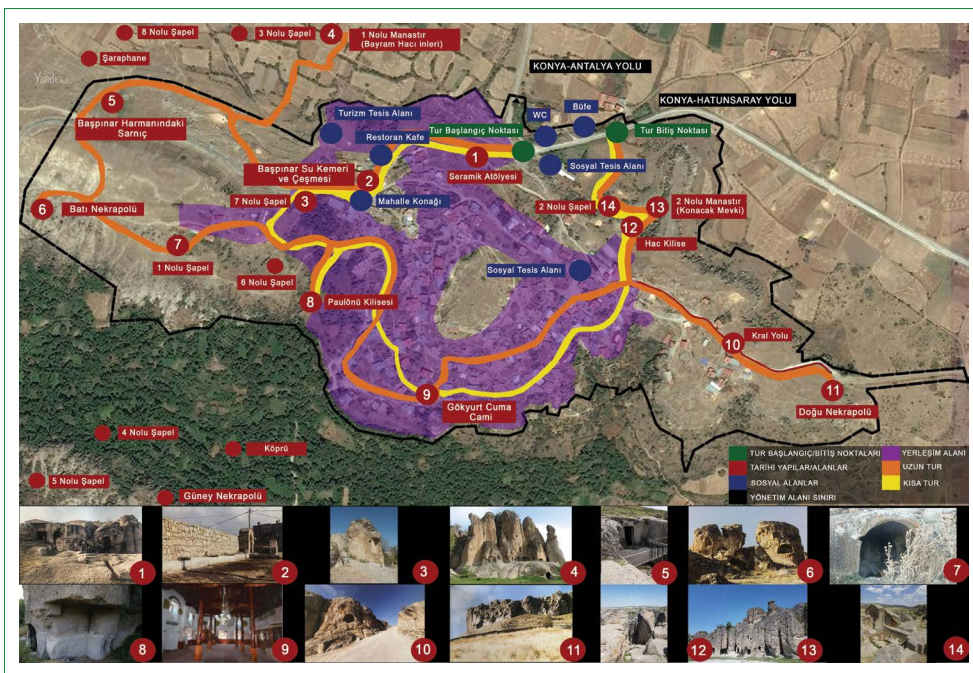 8 Nolu Şapel
3 Nolu Şapel
4
1 Nolu Manastır
(Bayram Hacı inleri)
Şaraphane
Yandex
KONYA-ANTALYA YOLU
KONYA-HATUNSARAY YOLU
5
Başpınar Harmanındaki
Sarnıç
Turizm Tesis Alanı
Restoran Kafe
Tur Başlangıç Noktası
WC
Büfe
Tur Bitiş Noktası
1
Seramik Atölyesi
Sosyal Tesis Alanı
Başpınar Su Kemeri
ve Çeşmesi
2
7 Nolu Şapel
3
Mahalle Konağı
6
Batı Nekrapolü
2 Nolu Şapel
14
13
2 Nolu Manastır
(Konacak Mevki)
12
Hac Kilise
7
1 Nolu Şapel
6 Nolu Şapel
Sosyal Tesis Alanı
8
Paulönü Kilisesi
10
Kral Yolu
9
Gökyurt Cuma
Cami
11
Doğu Nekrapolü
4 Nolu Şapel
Köprü
5 Nolu Şapel
Güney Nekrapolü
TUR BAŞLANGIÇ/BİTİŞ NOKTALARI
YERLEŞİM ALANI
TARİHİ YAPILAR/ALANLAR
UZUN TUR
SOSYAL ALANLAR
KISA TUR
YÖNETİM ALANI SINIRI
1
2
3
4
5
6
7
8
9
10
11
12
13
14